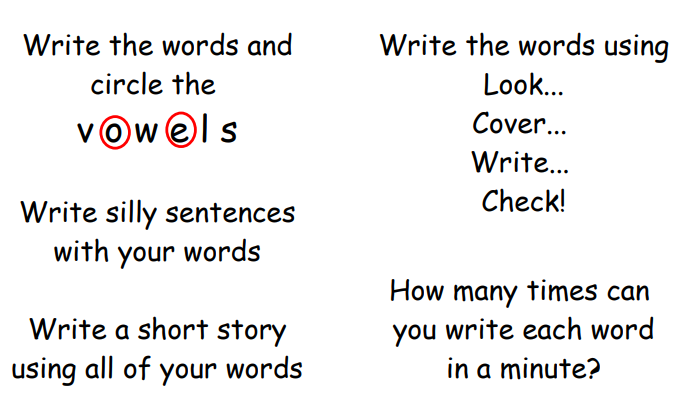 Write the words and
circle the
vowels
Write silly sentences
with your words
Write a short story
using all of your words
Write the words using
Look...
Cover...
Write...
Check!
How many times can
you write each word
in a minute?